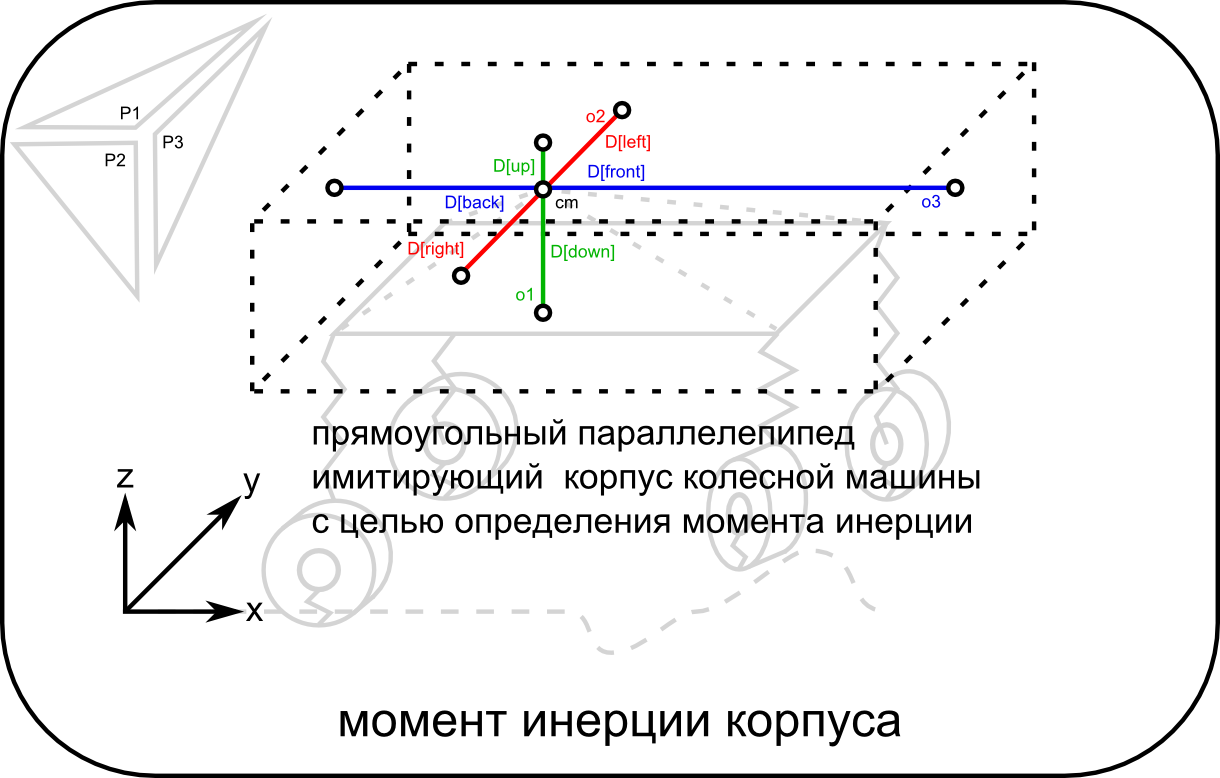 P1
P3
P2
o2
D[left]
D[up]
D[front]
D[back]
cm
o3
D[right]
D[down]
o1
прямоугольный параллелепипед
имитирующий корпус колесной машины
с целью определения момента инерции
z
y
x
момент инерции корпуса